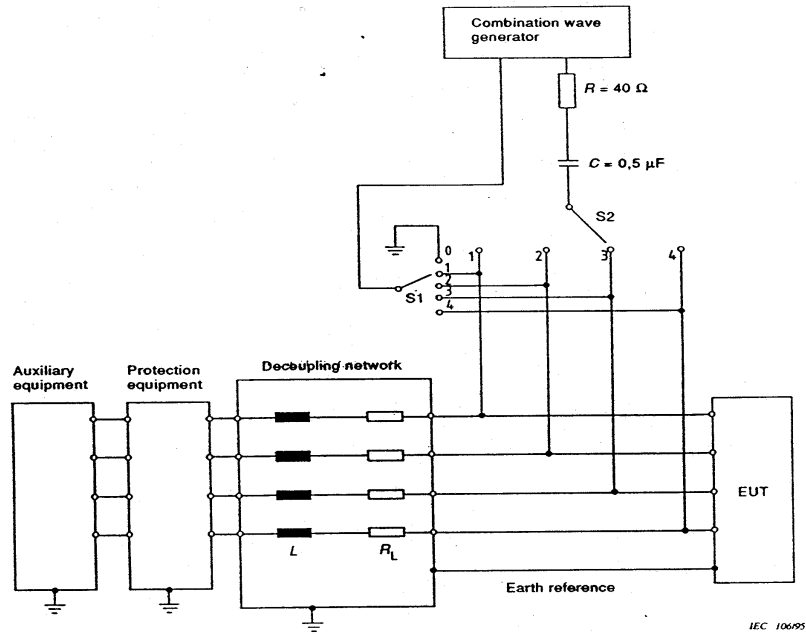 Combination wave
generator
R = 40 Ω
C = 0,5 µF
S2
0
1
2
3
4
S1
1
2
3
4
Auxiliary
equipment
Protection
equipment
Decoupling network
L
RL
EUT
Earth reference
IEC 106/95